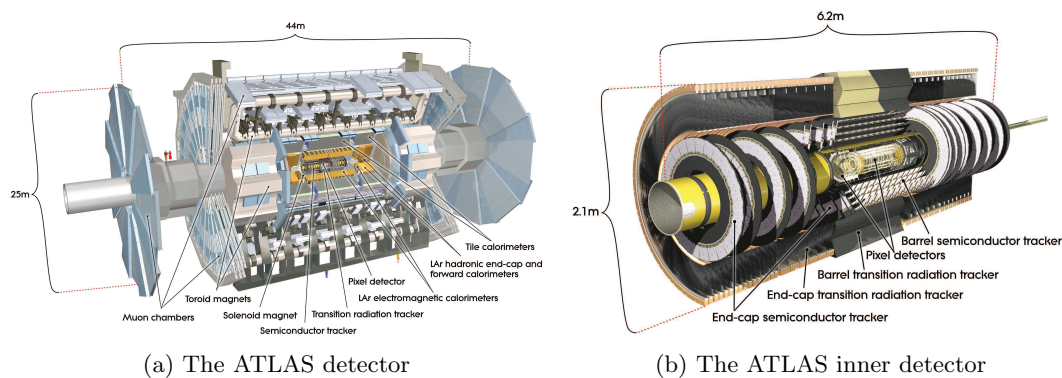 44m
25m
Tile calorimeters
LAr hadronic end-cap and
forward calorimeters
Pixel detector
LAr electromagnetic calorimeters
Toroid magnets
Muon chambers
Solenoid magnet
Transition radiation tracker
Semiconductor tracker
(a) The ATLAS detector
6.2m
2.1m
Barrel semiconductor tracker
Pixel detectors
Barrel transition radiation tracker
End-cap transition radiation tracker
End-cap semiconductor tracker
(b) The ATLAS inner detector